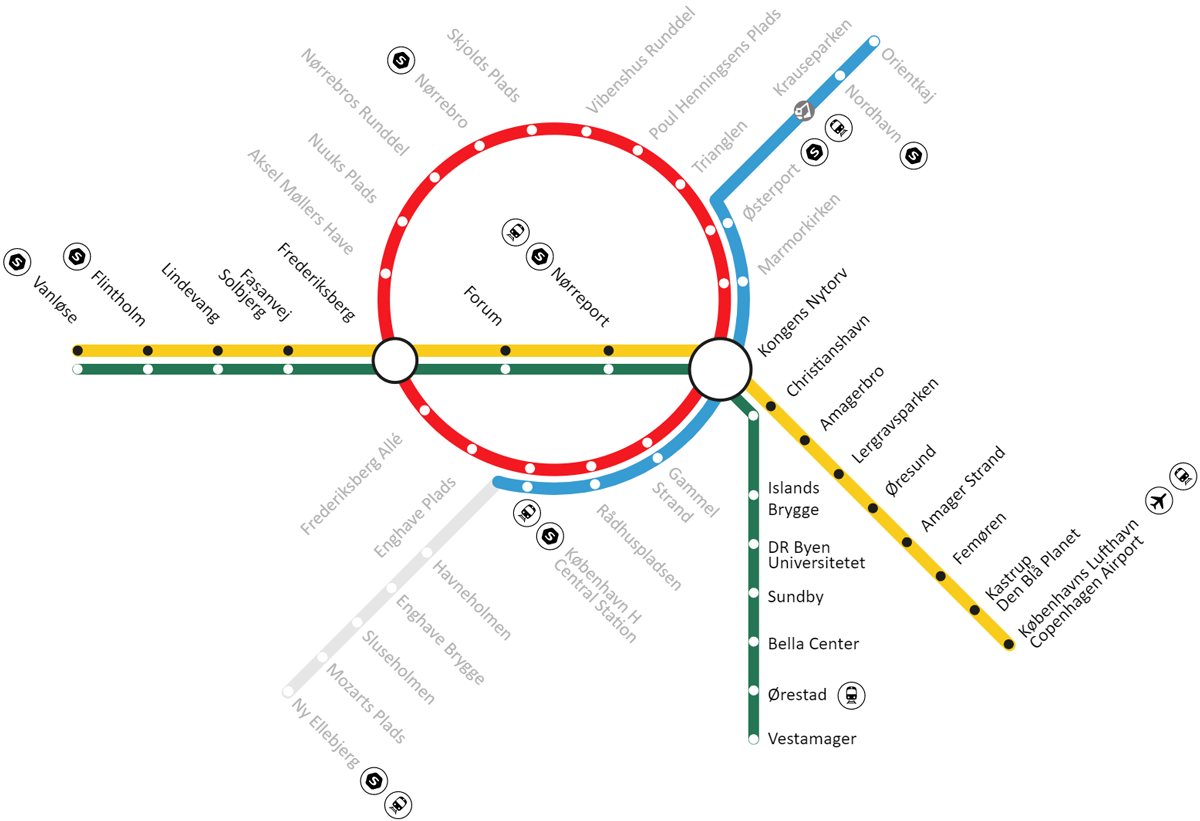 Skjolds Plads
Vibenshus Runddel
Poul Henningsens Plads
Krauseparken
Orientkaj
Nørrebros Runddel
S
Nørrebro
Trianglen
Nordhavn
S
Nuuks Plads
Aksel Møllers Have
S
Østerport
Marmorkirken
S
Vanløse
S
Flintholm
Lindevang
Fasanvej
Solbjerg
Frederiksberg
Forum
S
Nørreport
Kongens Nytorv
Christianshavn
Amagerbro
Lergravsparken
Øresund
Amager Strand
Femøren
Kastrup
Den Blå Planet
Københavns Lufthavn
Copenhagen Airport
Frederiksberg Allé
Enghave Plads
S
København H
Central Station
Rådhuspladsen
Gammel
Strand
Islands
Brygge
DR Byen
Universitetet
Sundby
Bella Center
Ørestad
Vestamager
Havneholmen
Enghave Brygge
Sluseholmen
Mozarts Plads
Ny Ellebjerg
S